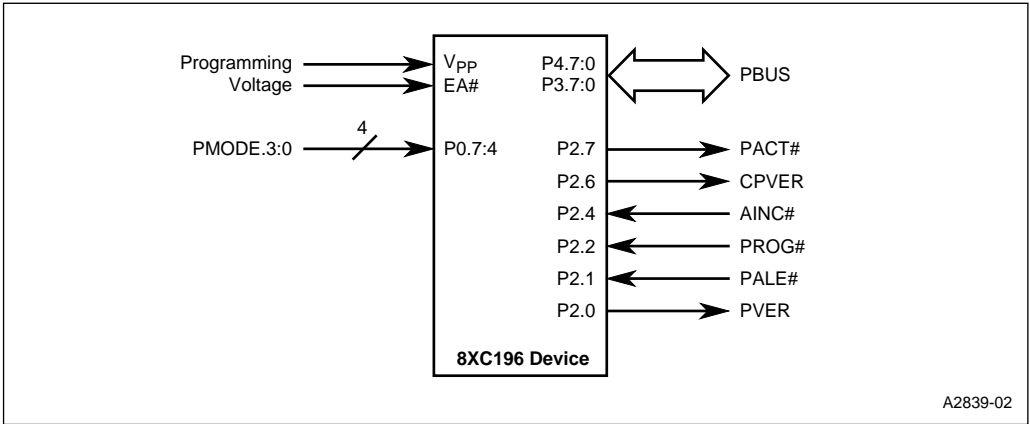 Programming
Voltage
VPP
EA#
P4.7:0
P3.7:0
PBUS
PMODE.3:0
4
P0.7:4
P2.7
PACT#
P2.6
CPVER
P2.4
AINC#
P2.2
PROG#
P2.1
PALE#
P2.0
PVER
8XC196 Device
A2839-02